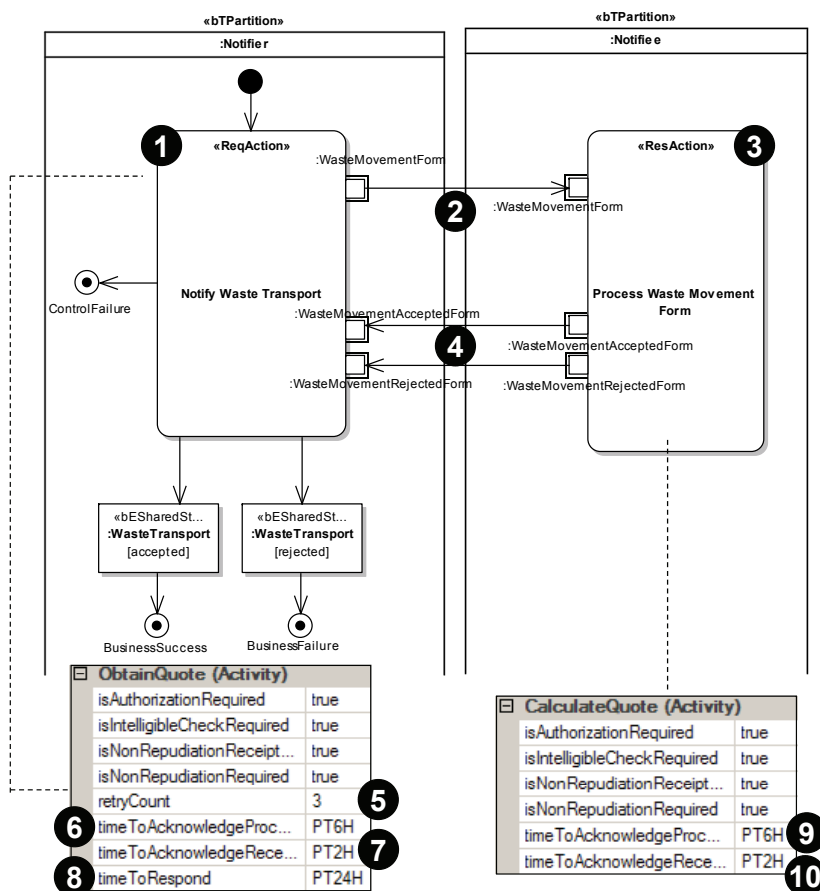 «bTPartition»
:Notifier
«bTPartition»
:Notifiee
1
«ReqAction»
«ResAction»
3
:WasteMovementForm
2
:WasteMovementForm
ControlFailure
Notify Waste Transport
Process Waste Movement
Form
:WasteMovementAcceptedForm
4
:WasteMovementAcceptedForm
:WasteMovementRejectedForm
:WasteMovementRejectedForm
«bESharedSt...
:WasteTransport
[accepted]
«bESharedSt...
:WasteTransport
[rejected]
BusinessSuccess
BusinessFailure
ObtainQuote (Activity)
isAuthorizationRequired true
isIntelligibleCheckRequired true
isNonRepudiationReceipt... true
isNonRepudiationRequired true
retryCount 3 5
6 timeToAcknowledgeProc... PT6H
timeToAcknowledgeRece... PT2H 7
8 timeToRespond PT24H
CalculateQuote (Activity)
isAuthorizationRequired true
isIntelligibleCheckRequired true
isNonRepudiationReceipt... true
isNonRepudiationRequired true
timeToAcknowledgeProc... PT6H 9
timeToAcknowledgeRece... PT2H 10